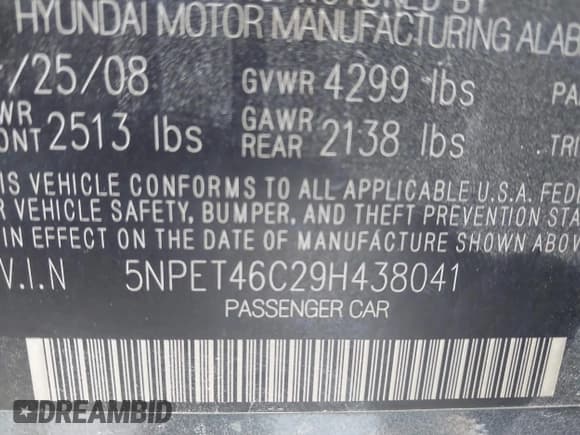 HYUNDAI MOTOR MANUFACTURING ALAB
/25/08 GVWR 4299 lbs PA
WR GAWR
ONT 2513 lbs REAR 2138 lbs TRI
IS VEHICLE CONFORMS TO ALL APPLICABLE U.S.A. FED
R VEHICLE SAFETY, BUMPER, AND THEFT PREVENTION STA
IN EFFECT ON THE DATE OF MANUFACTURE SHOWN ABOV
V.I.N 5NPET46C29H438041
PASSENGER CAR
DREAMBID